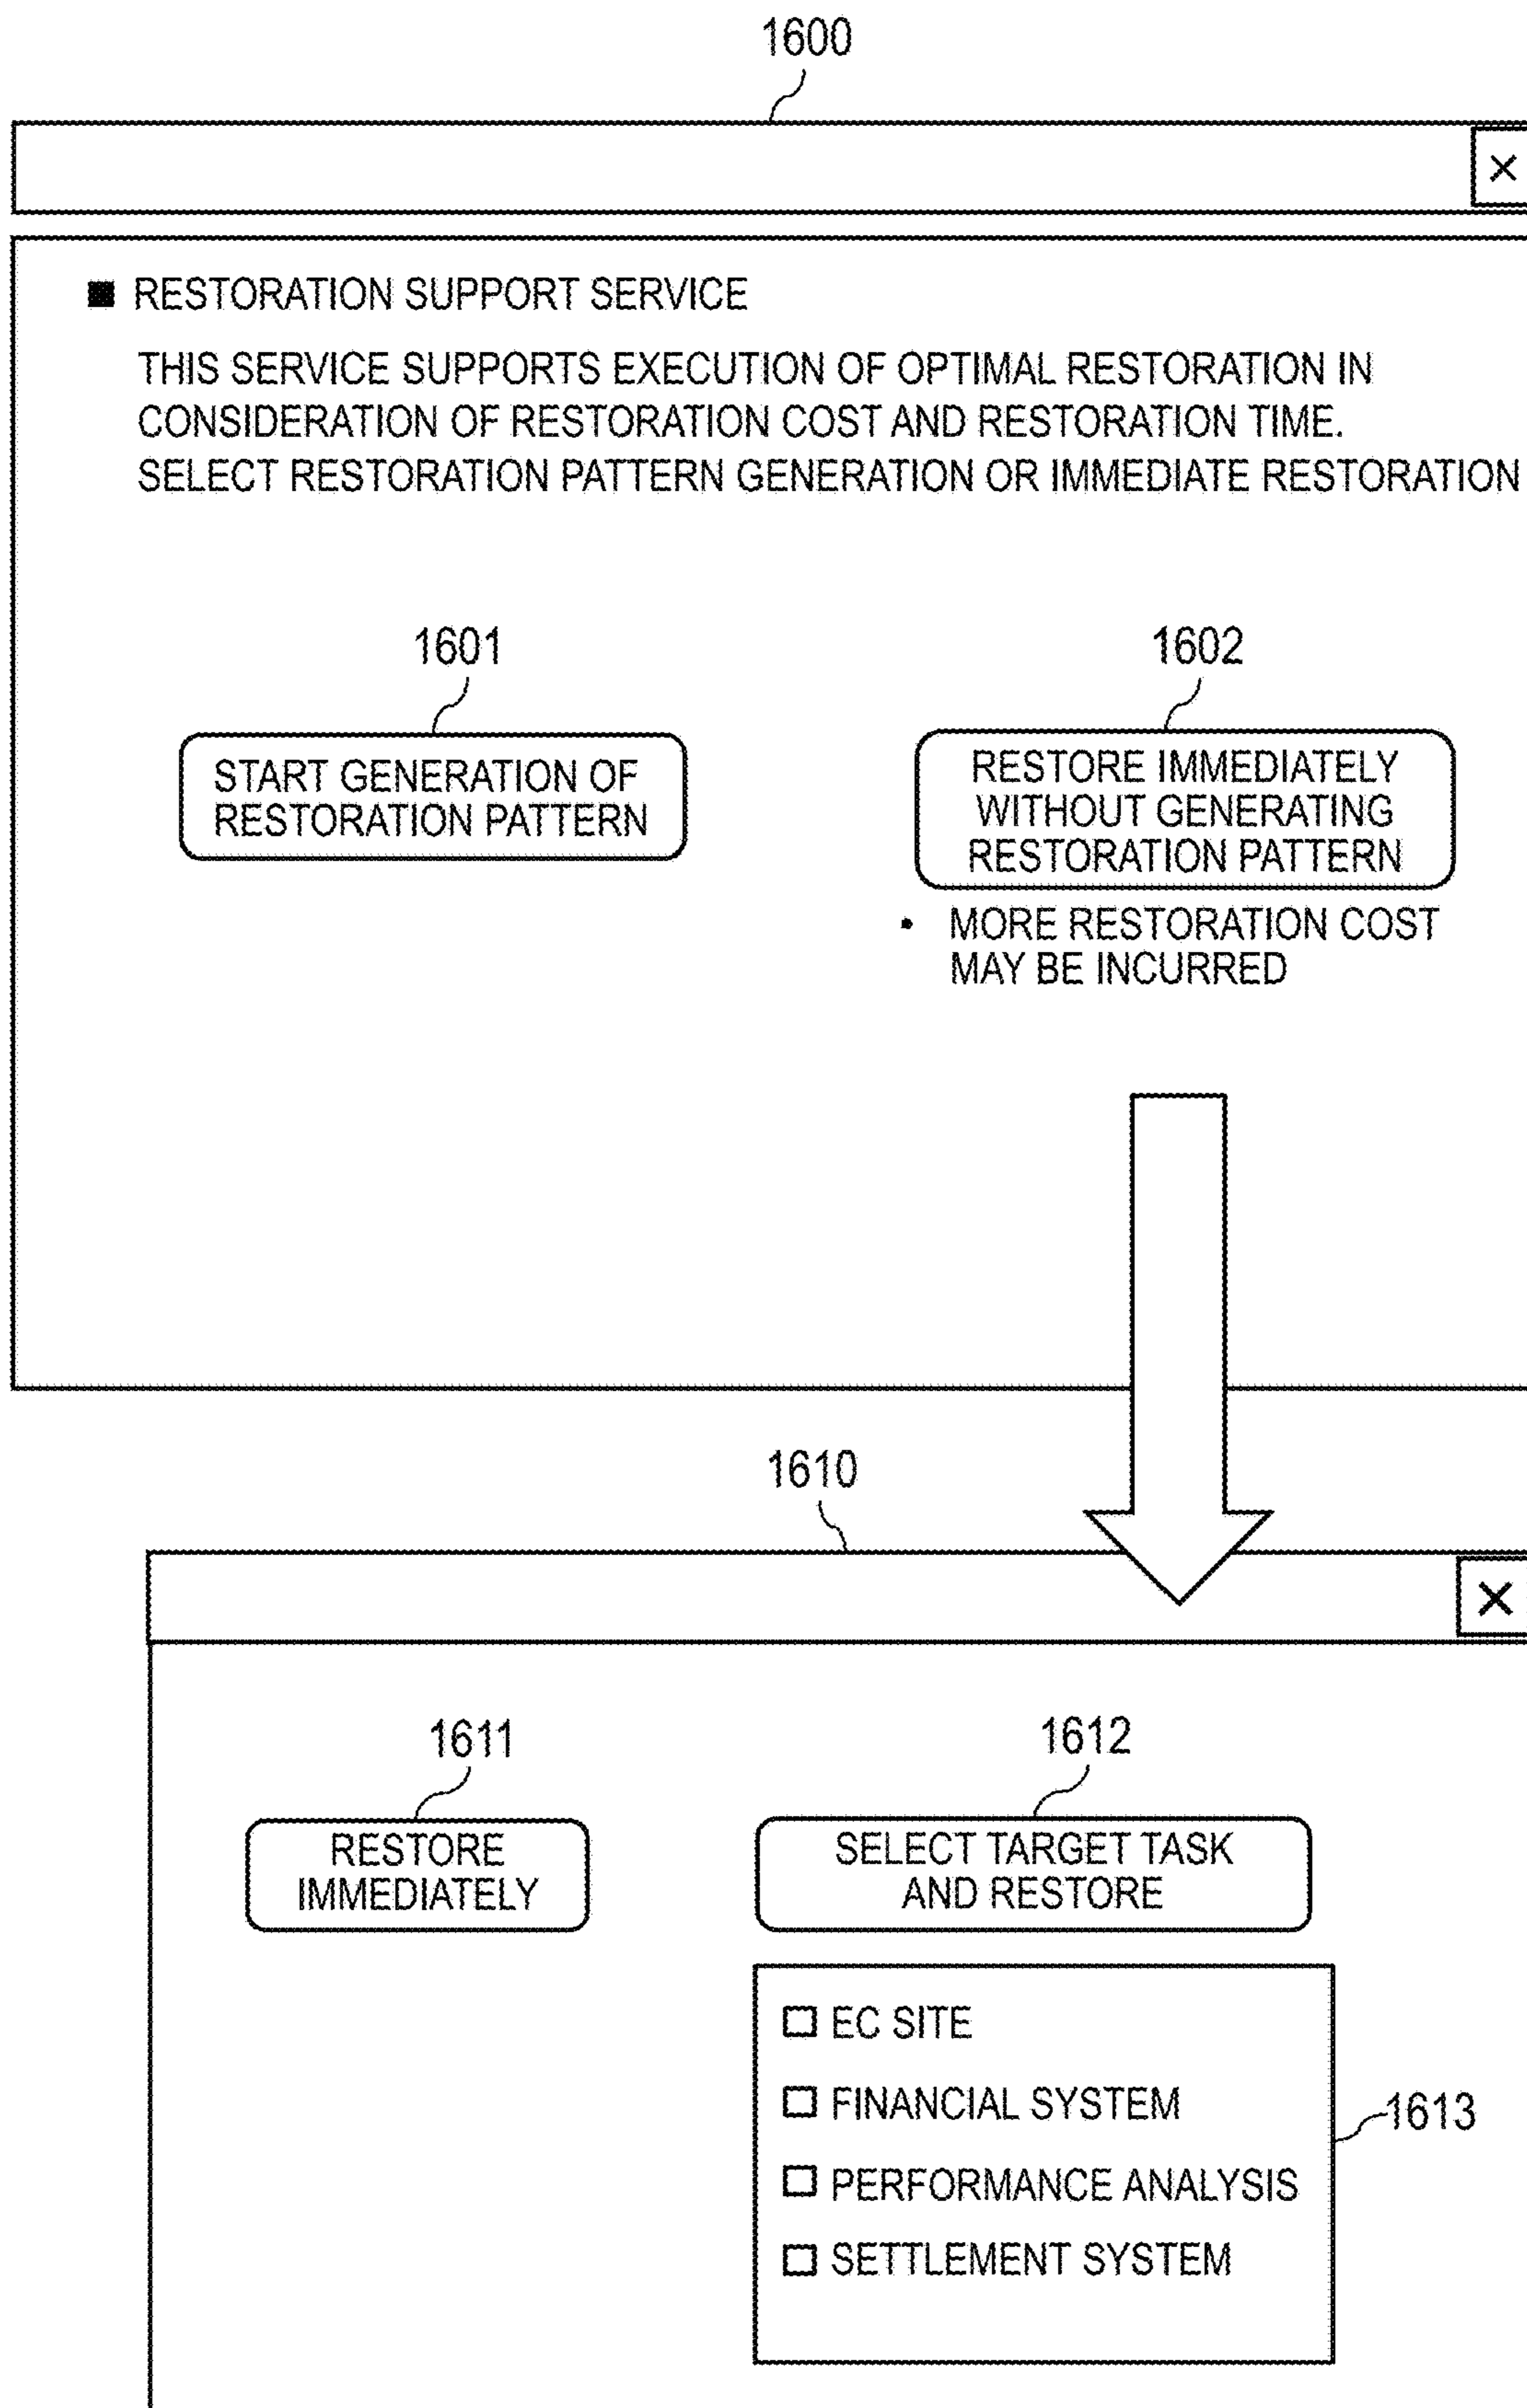 1600
×
■ RESTORATION SUPPORT SERVICE
THIS SERVICE SUPPORTS EXECUTION OF OPTIMAL RESTORATION IN
CONSIDERATION OF RESTORATION COST AND RESTORATION TIME.
SELECT RESTORATION PATTERN GENERATION OR IMMEDIATE RESTORATION
1601
START GENERATION OF
RESTORATION PATTERN
1602
RESTORE IMMEDIATELY
WITHOUT GENERATING
RESTORATION PATTERN
• MORE RESTORATION COST
MAY BE INCURRED
1610
×
1611
RESTORE
IMMEDIATELY
1612
SELECT TARGET TASK
AND RESTORE
☐ EC SITE
☐ FINANCIAL SYSTEM
☐ PERFORMANCE ANALYSIS
☐ SETTLEMENT SYSTEM
1613